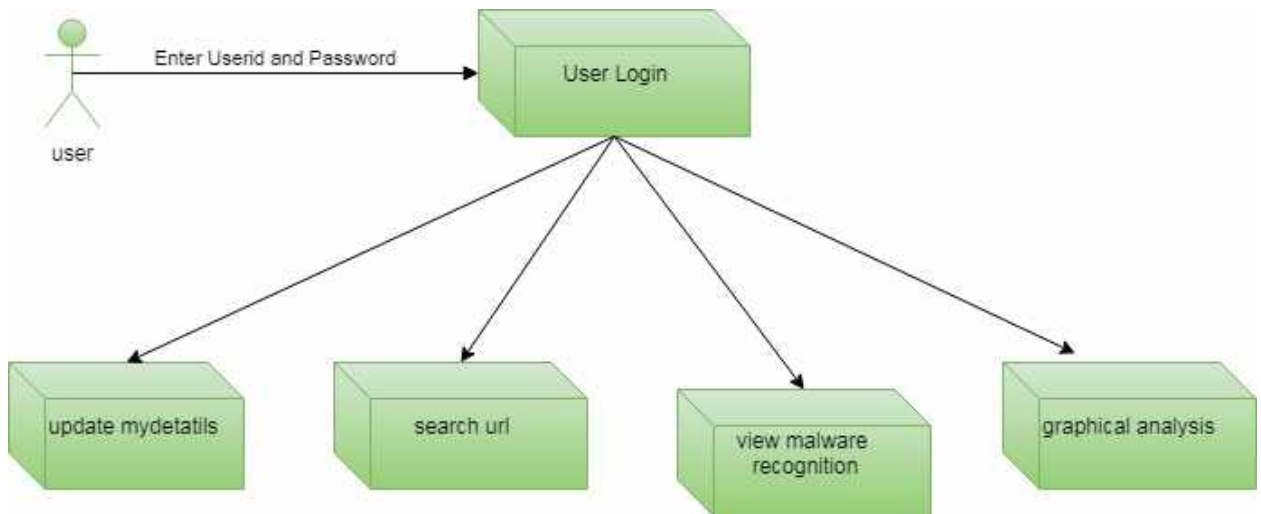 Enter Userid and Password
User Login
user
update mydetatils
search url
view malware
recognition
graphical analysis